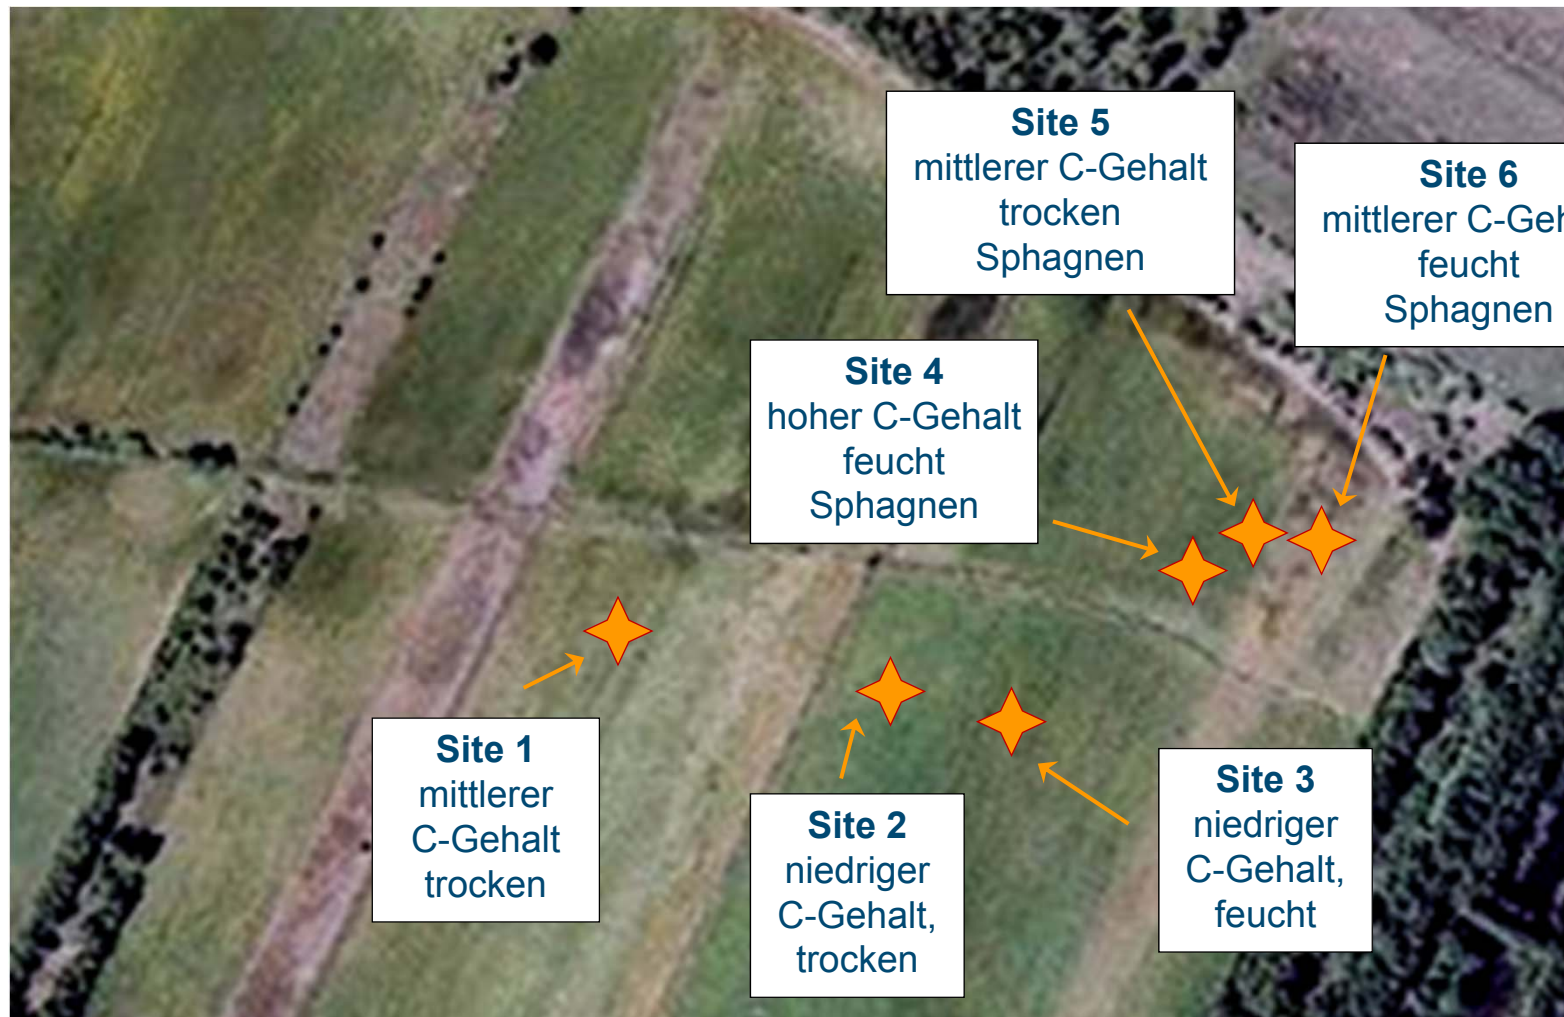 Site 5
mittlerer C-Gehalt
trocken
Sphagnen
Site 6
mittlerer
feucht
Sphagnen
Site 4
hoher C-Gehalt
feucht
Sphagnen
Site 1
mittlerer
C-Gehalt
trocken
Site 2
niedriger
C-Gehalt,
trocken
Site 3
niedriger
C-Gehalt,
feucht